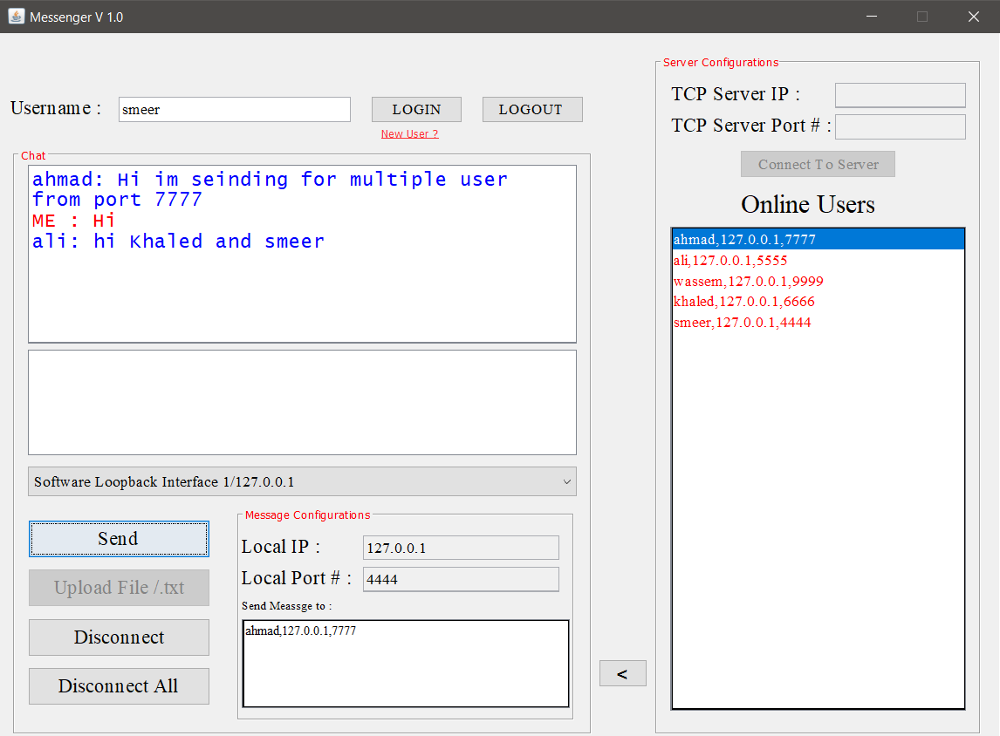 Messenger V 1.0
Username :
smeer
LOGIN
LOGOUT
New User ?
Chat
ahmad: Hi im seinding for multiple user
from port 7777
ME : Hi
ali: hi Khaled and smeer
Software Loopback Interface 1/127.0.0.1
Send
Upload File /.txt
Disconnect
Disconnect All
Message Configurations
Local IP :
127.0.0.1
Local Port # :
4444
Send Meassge to :
ahmad,127.0.0.1,7777
<
Server Configurations
TCP Server IP :
TCP Server Port # :
Connect To Server
Online Users
ahmad,127.0.0.1,7777
ali,127.0.0.1,5555
wassem,127.0.0.1,9999
khaled,127.0.0.1,6666
smeer,127.0.0.1,4444